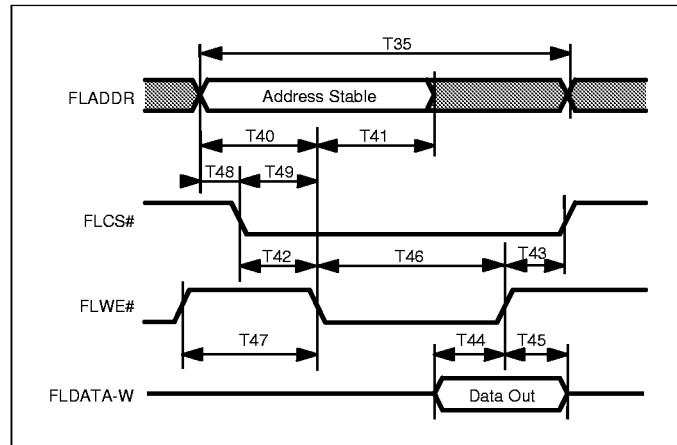 T35
FLADDR
Address Stable
T40
T41
T48
T49
FLCS#
T42
T46
T43
FLWE#
T47
T44
T45
FLDATA-W
Data Out